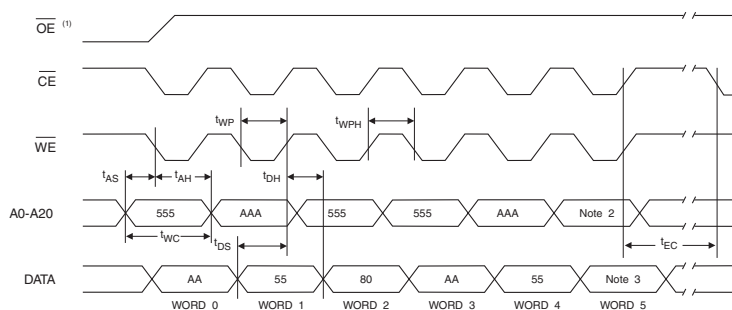 OE (1)
CE
tWP
tWPH
WE
tAS
tAH
tDH
A0-A20
555
AAA
555
555
AAA
Note 2
tWC
tDS
tEC
DATA
AA
55
80
AA
55
Note 3
WORD 0
WORD 1
WORD 2
WORD 3
WORD 4
WORD 5